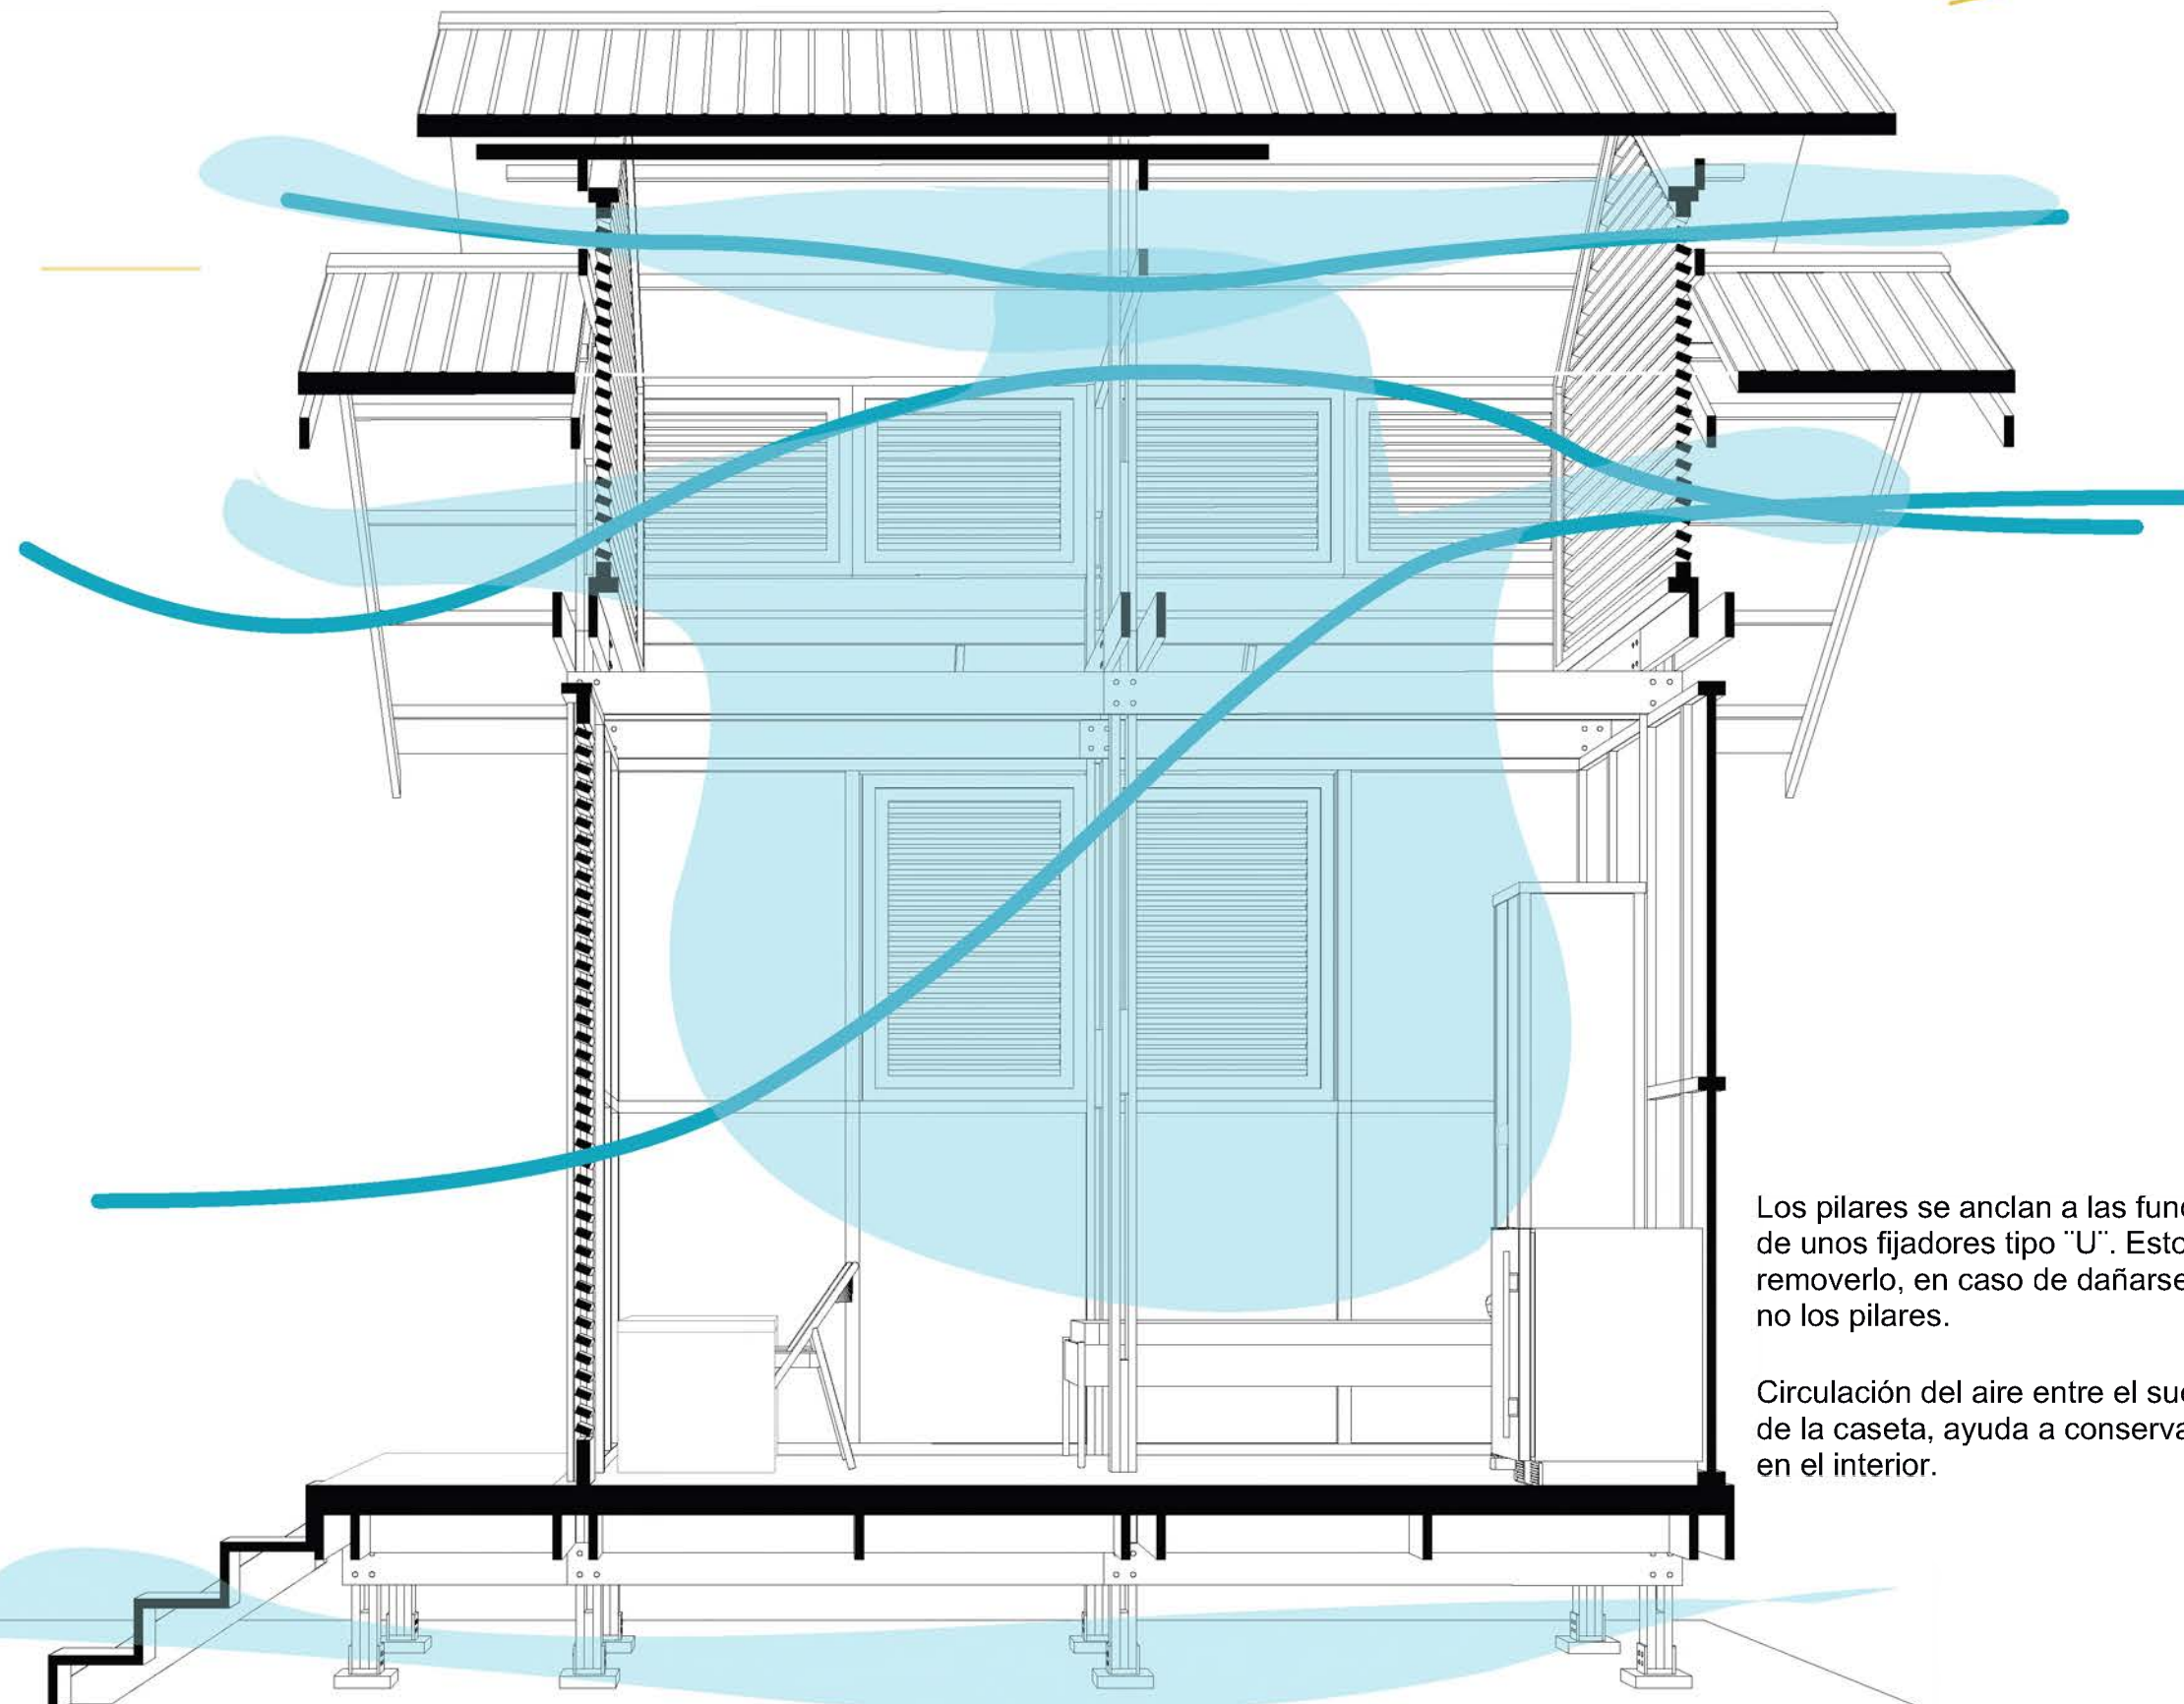 Los pilares se anclan a las fun
de unos fijadores tipo ¨U¨. Esto
removerlo, en caso de dañarse
no los pilares.
Circulación del aire entre el su
de la caseta, ayuda a conserva
en el interior.